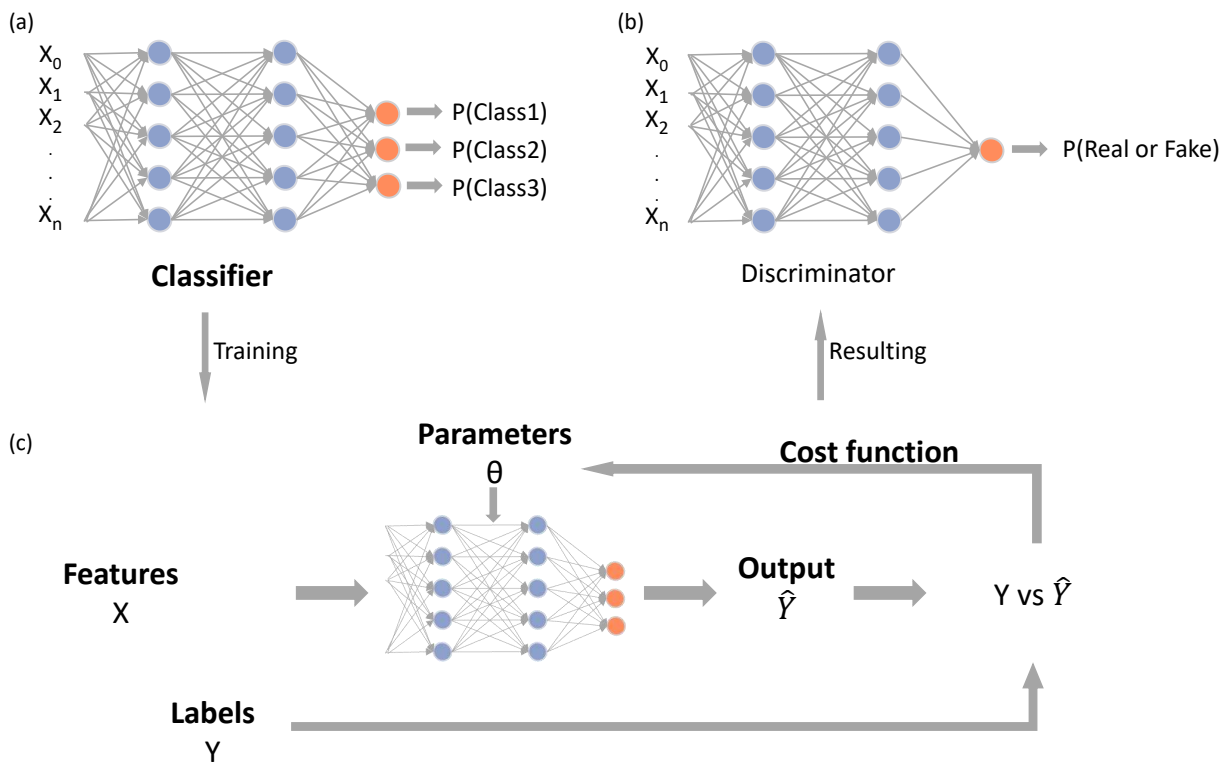 (a)
X0
X1
X2
.
.
.
Xn
P(Class1)
P(Class2)
P(Class3)
Classifier
Training
(b)
X0
X1
X2
.
.
.
Xn
P(Real or Fake)
Discriminator
Resulting
(c)
Parameters
θ
Cost function
Features
X
Output
Ŷ
Y vs Ŷ
Labels
Y